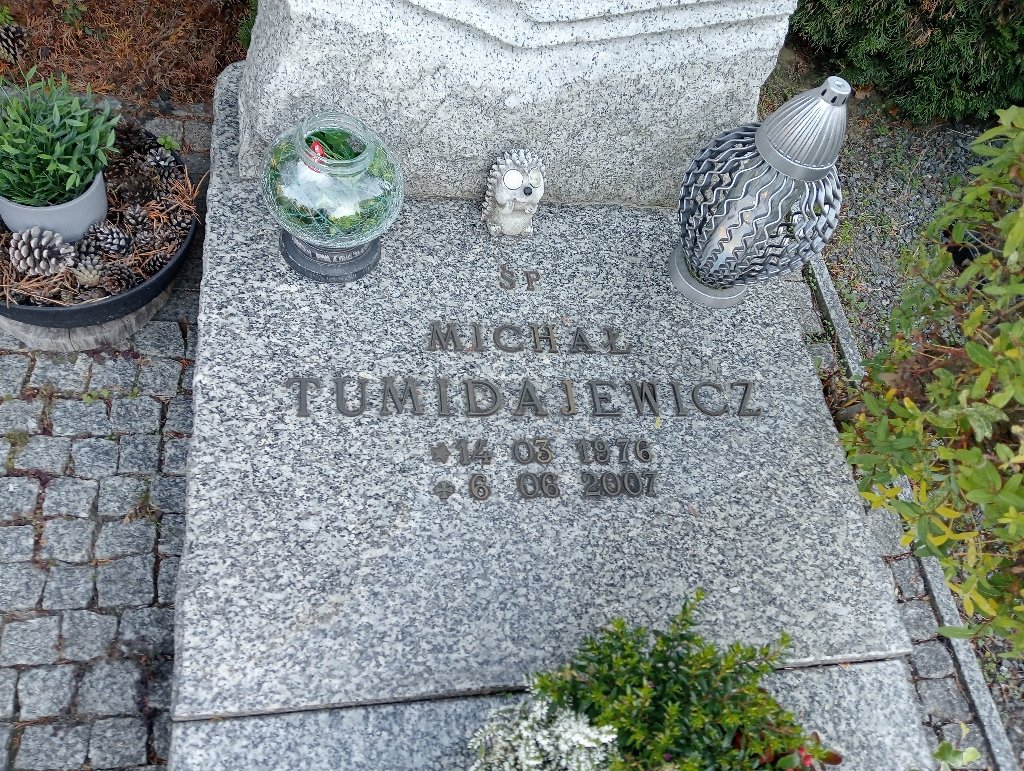 ŚP
MICHAŁ
TUMIDAJEWICZ
*14 03 1976
✢ 6 06 2007